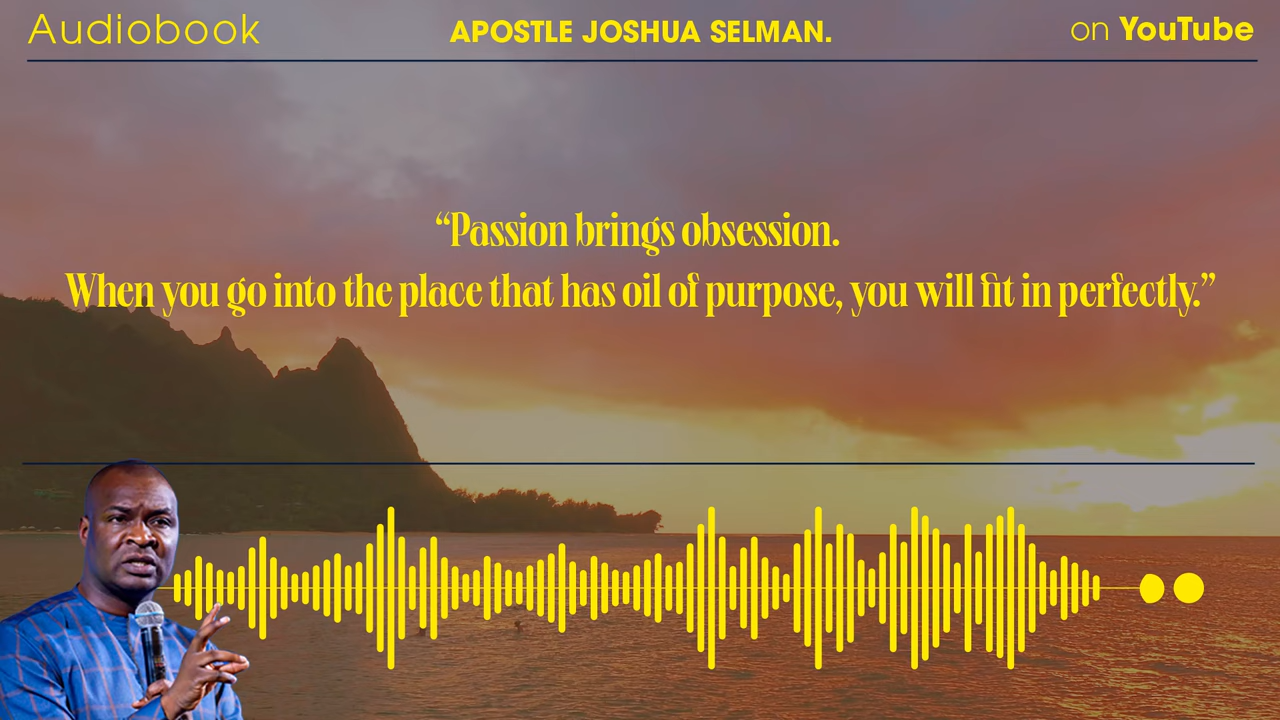 Audiobook
APOSTLE JOSHUA SELMAN.
on YouTube
“Passion brings obsession.
When you go into the place that has oil of purpose, you will fit in perfectly.”